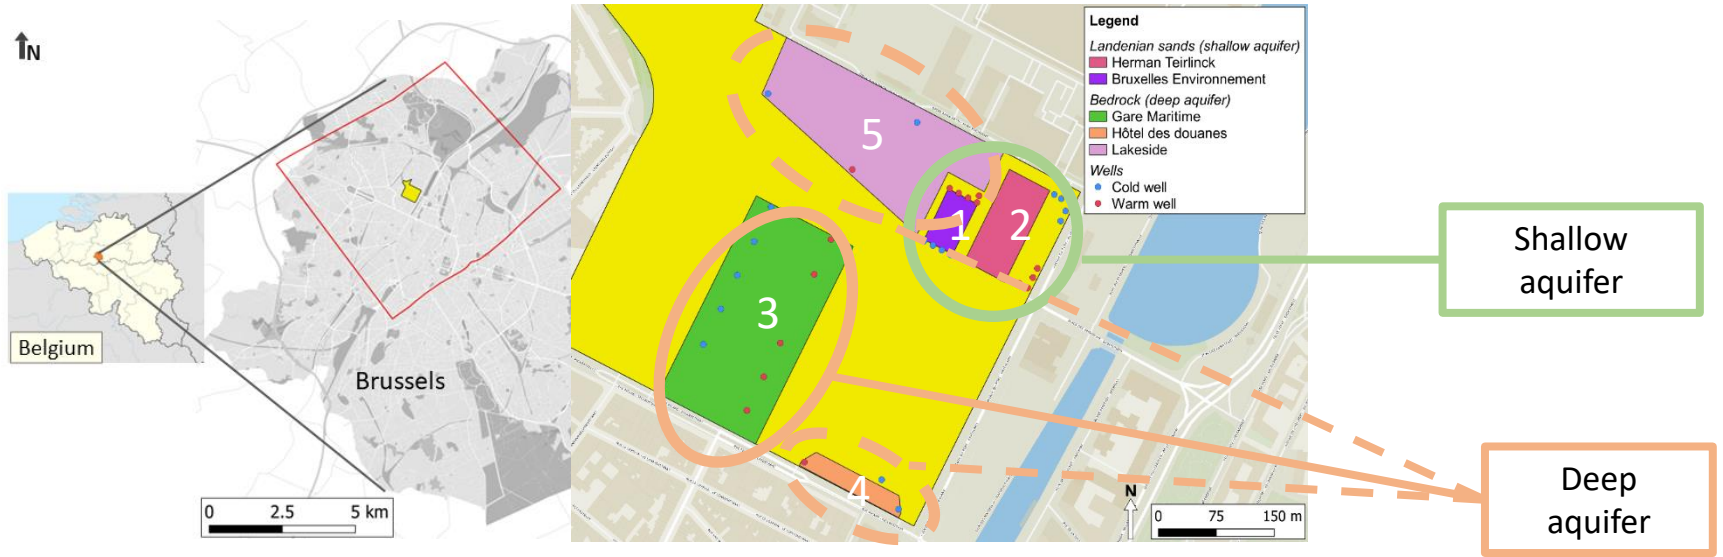 N
Belgium
Brussels
0 2.5 5 km
5
1
2
3
4
Legend
Landenian sands (shallow aquifer)
Herman Teirlinck
Bruxelles Environnement
Bedrock (deep aquifer)
Gare Maritime
Hôtel des douanes
Lakeside
Wells
Cold well
Warm well
N
0 75 150 m
Shallow
aquifer
Deep
aquifer